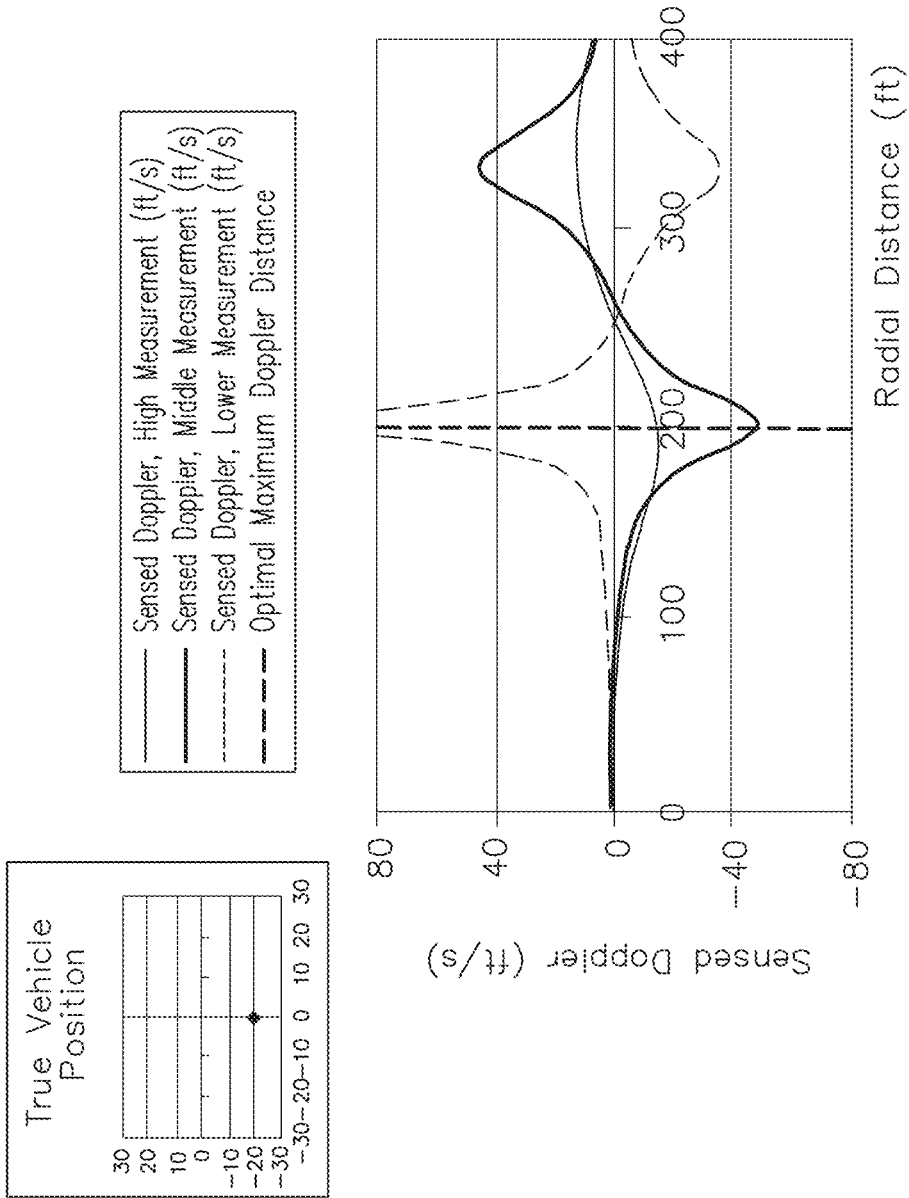 True Vehicle
Position
30
20
10
0
-10
-20
-30
-30-20-10 0 10 20 30
Sensed Doppler, High Measurement (ft/s)
Sensed Doppler, Middle Measurement (ft/s)
Sensed Doppler, Lower Measurement (ft/s)
Optimal Maximum Doppler Distance
Sensed Doppler (ft/s)
80
40
0
-40
-80
0 100 200 300 400
Radial Distance (ft)